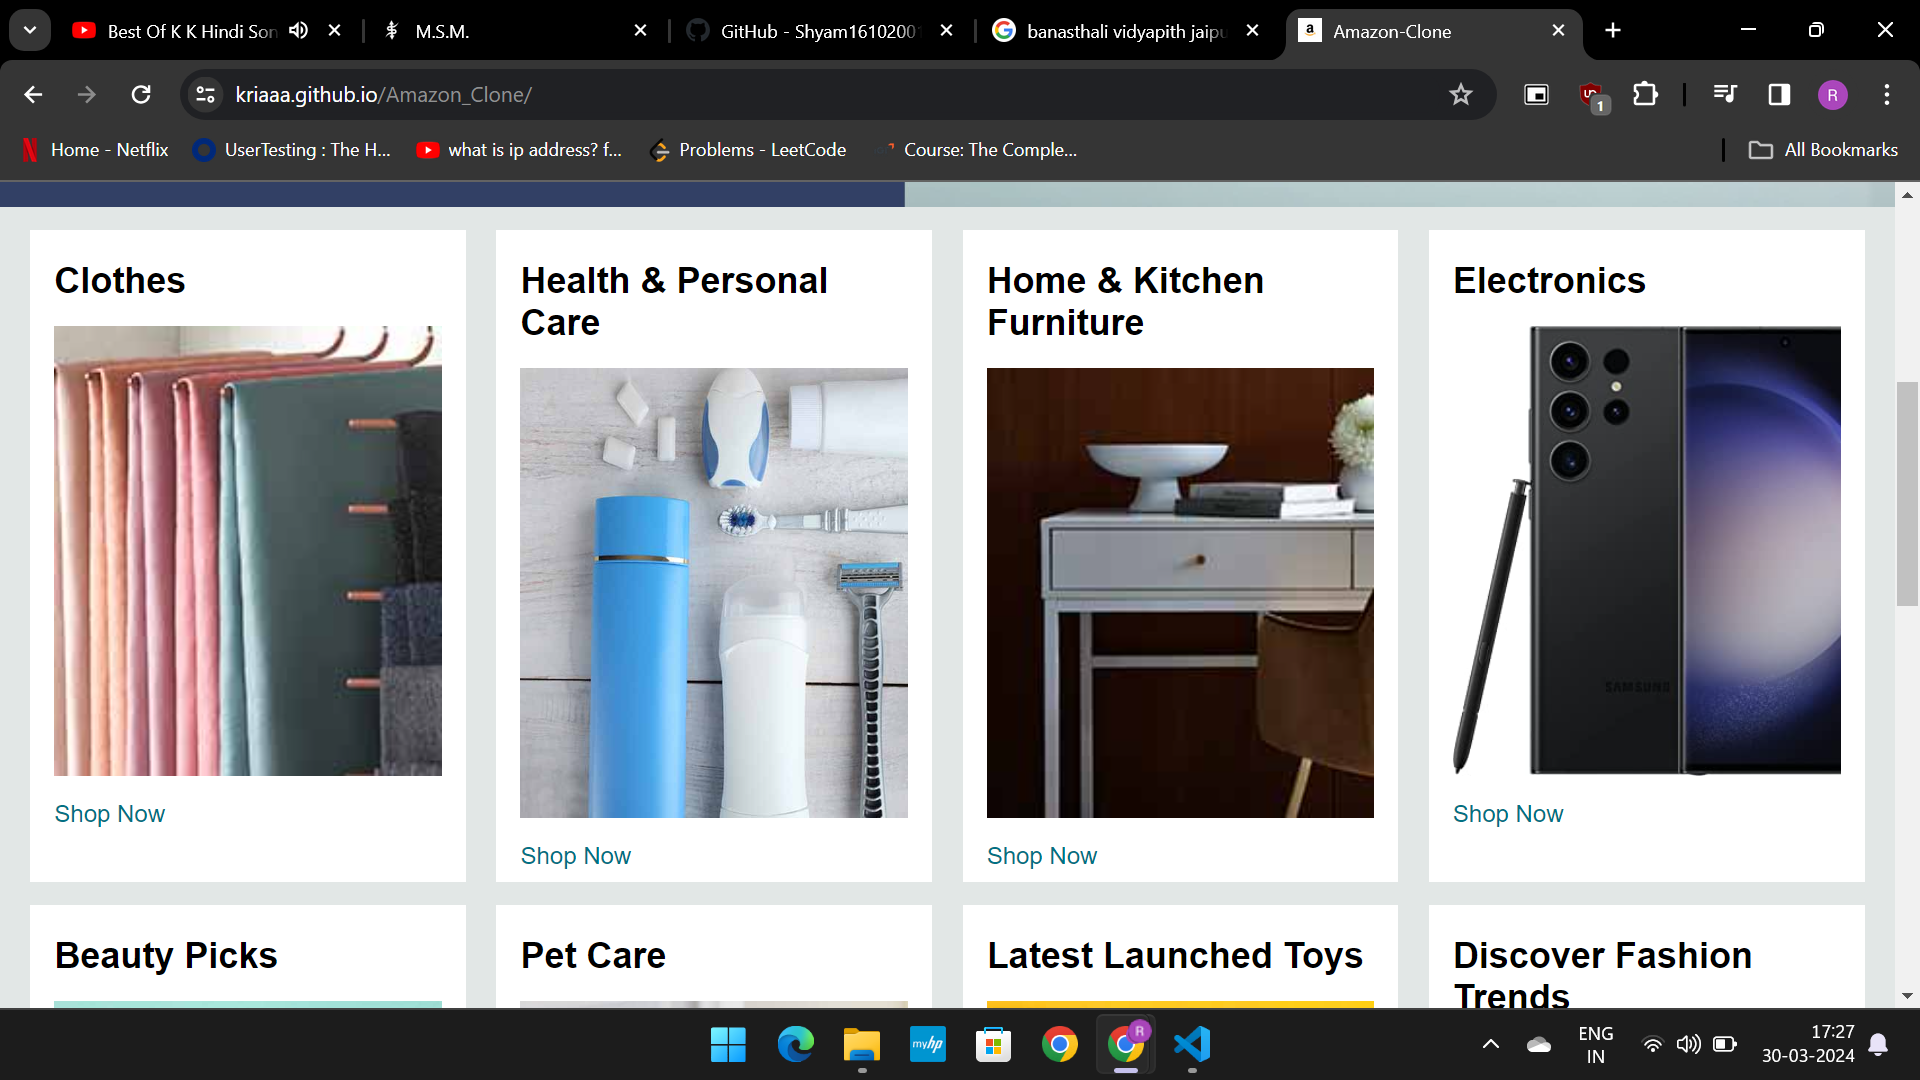 Best Of K K Hindi Son
M.S.M.
GitHub - Shyam1610200
banasthali vidyapith jaipu
a
Amazon-Clone
kriaaa.github.io/Amazon_Clone/
1
R
Home - Netflix
UserTesting : The H...
what is ip address? f...
Problems - LeetCode
Course: The Comple...
All Bookmarks
Clothes
Health & Personal
Care
Home & Kitchen
Furniture
Electronics
SAMSUNG
Shop Now
Shop Now
Shop Now
Shop Now
Beauty Picks
Pet Care
Latest Launched Toys
Discover Fashion
Trends
myhp
R
ENG
IN
17:27
30-03-2024